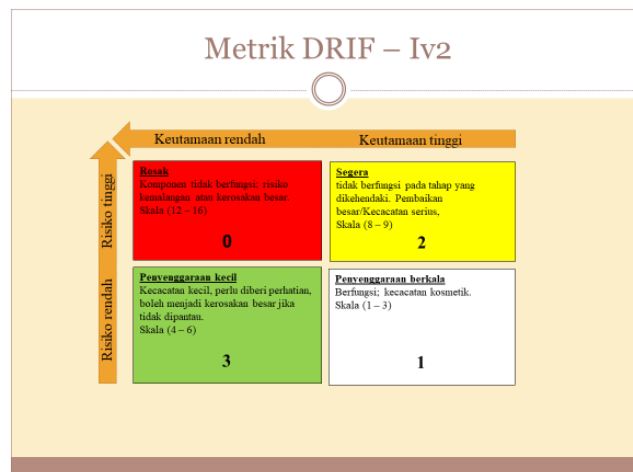 Metrik DRIF – Iv2
Keutamaan rendah
Keutamaan tinggi
Risiko tinggi
Risiko rendah
Rosak
Komponen tidak berfungsi; risiko
kemalangan atau kerosakan besar.
Skala (12 – 16)
0
Segera
tidak berfungsi pada tahap yang
dikehendaki. Pembaikan
besar/Kecacatan serius,
Skala (8 – 9)
2
Penyenggaraan kecil
Kecacatan kecil, perlu diberi perhatian,
boleh menjadi kerosakan besar jika
tidak dipantau.
Skala (4 – 6)
3
Penyenggaraan berkala
Berfungsi; kecacatan kosmetik.
Skala (1 – 3)
1